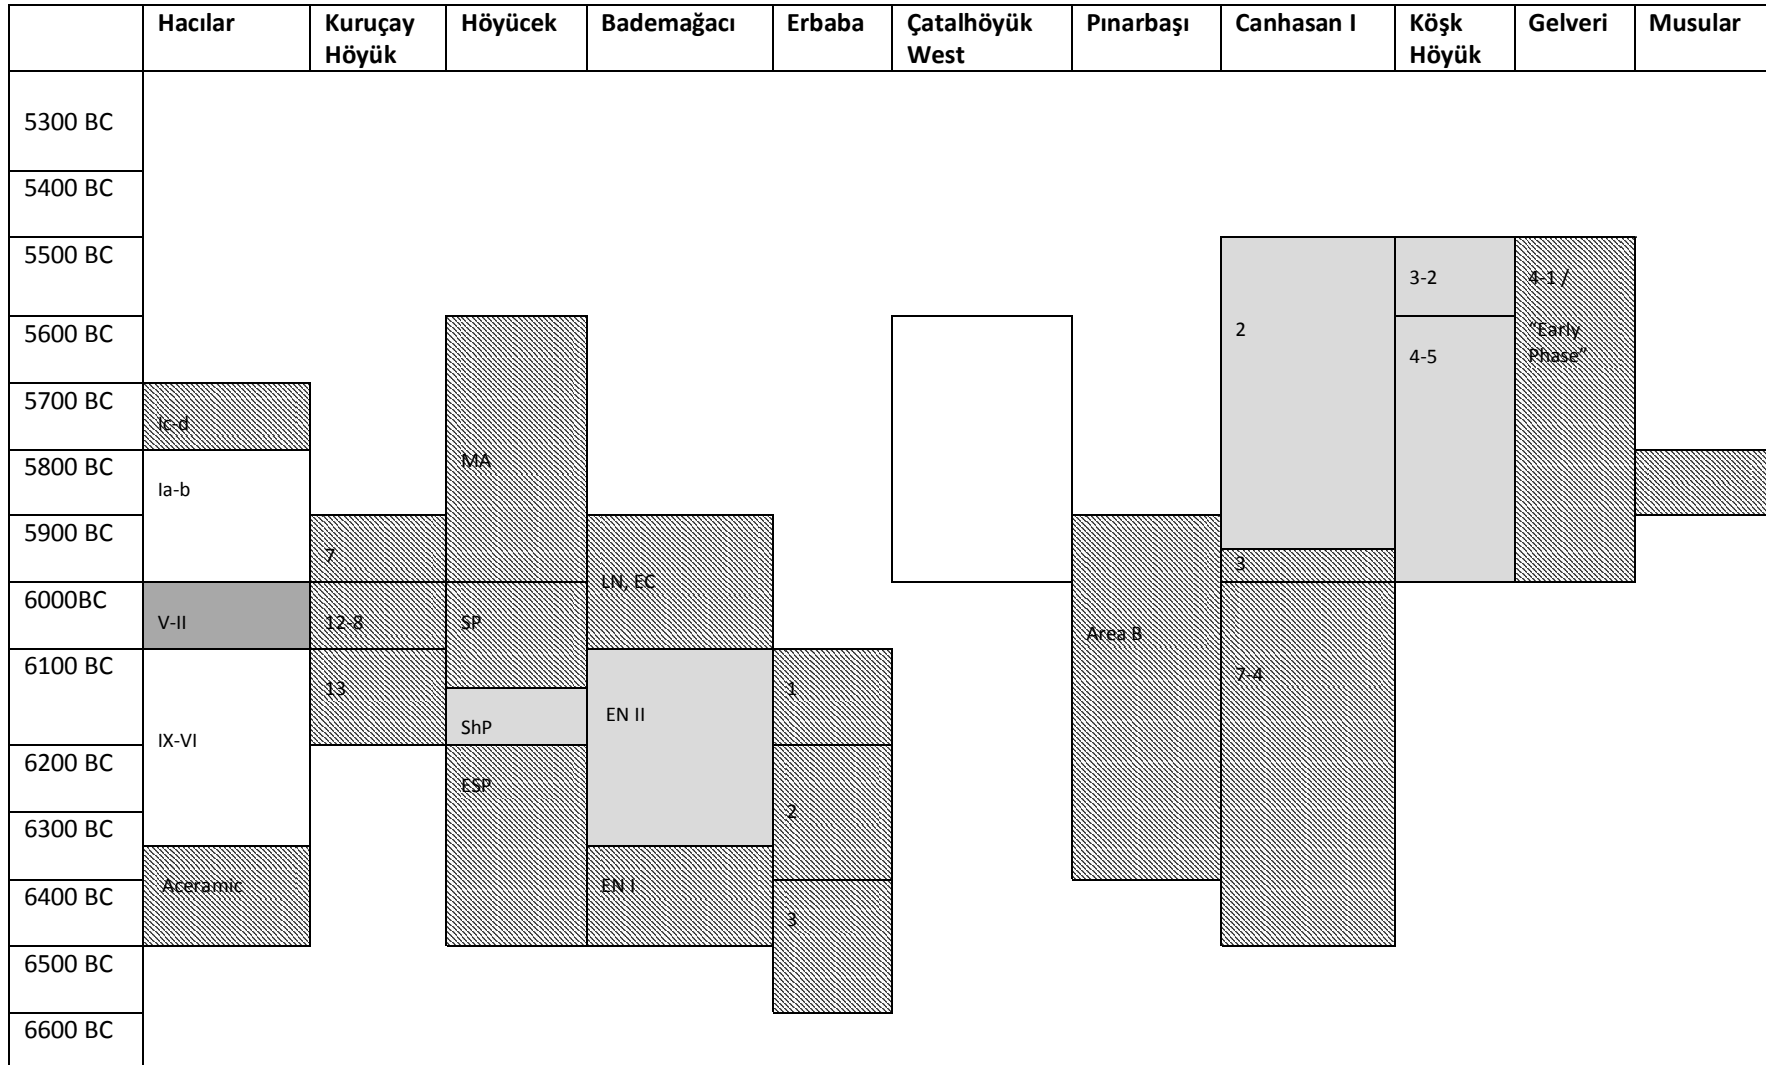 Hacılar
Kuruçay
Höyük
Höyücek
Bademağacı
Erbaba
Çatalhöyük
West
Pınarbaşı
Canhasan I
Köşk
Höyük
Gelveri
Musular
5300 BC
5400 BC
5500 BC
3-2
4-1 /
5600 BC
2
"Early
4-5
Phase"
5700 BC
Ic-d
5800 BC
MA
Ia-b
5900 BC
7
3
LN, EC
6000BC
V-II
12-8
SP
Area B
6100 BC
13
1
7-4
EN II
ShP
IX-VI
6200 BC
ESP
2
6300 BC
Aceramic
EN I
6400 BC
3
6500 BC
6600 BC